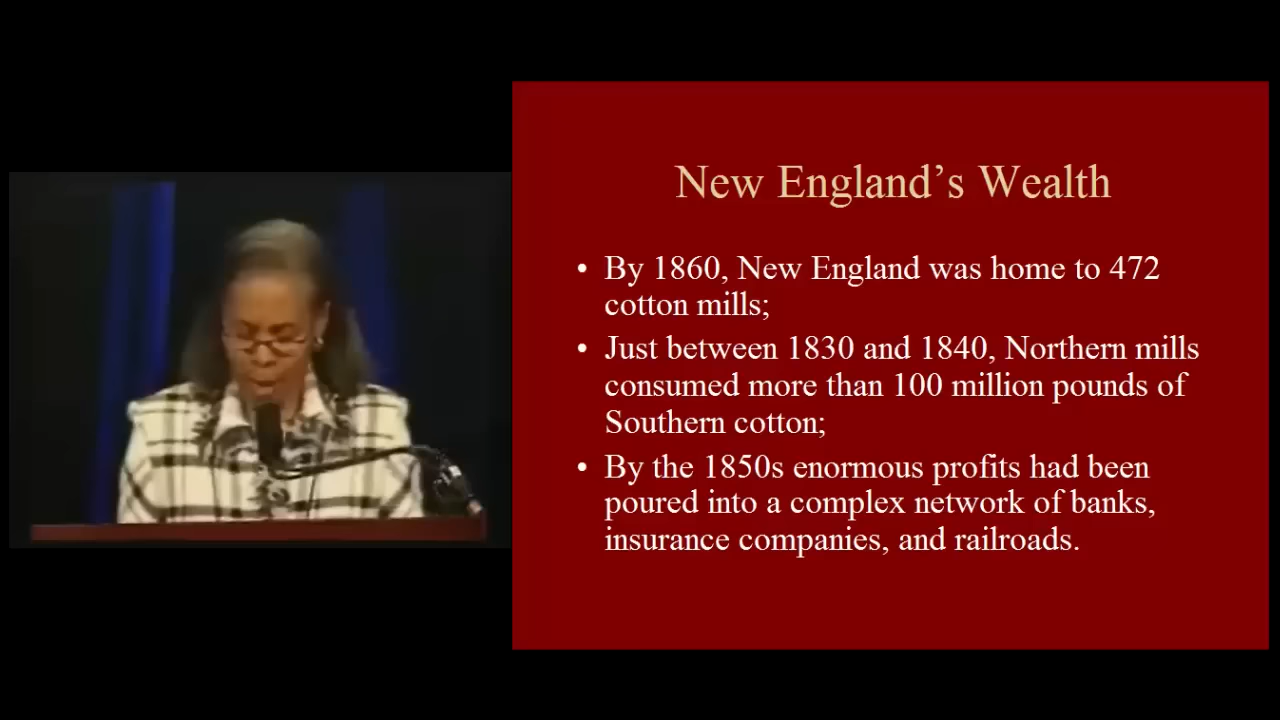 New England’s Wealth
• By 1860, New England was home to 472
cotton mills;
• Just between 1830 and 1840, Northern mills
consumed more than 100 million pounds of
Southern cotton;
• By the 1850s enormous profits had been
poured into a complex network of banks,
insurance companies, and railroads.